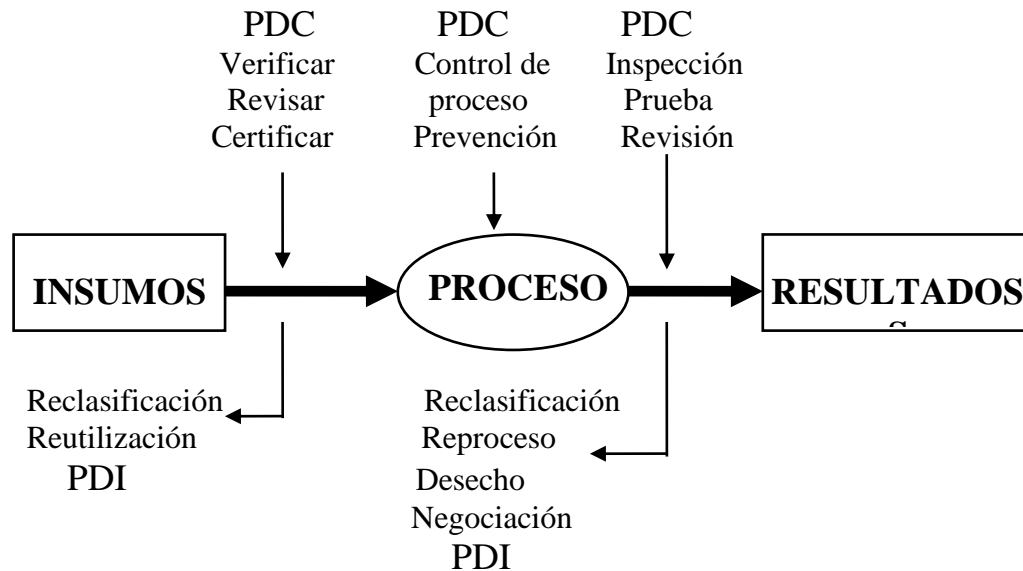 PDC
Verificar
Revisar
Certificar
PDC
Control de
proceso
Prevención
PDC
Inspección
Prueba
Revisión
INSUMOS
PROCESO
RESULTADOS
Reclasificación
Reutilización
PDI
Reclasificación
Reproceso
Desecho
Negociación
PDI